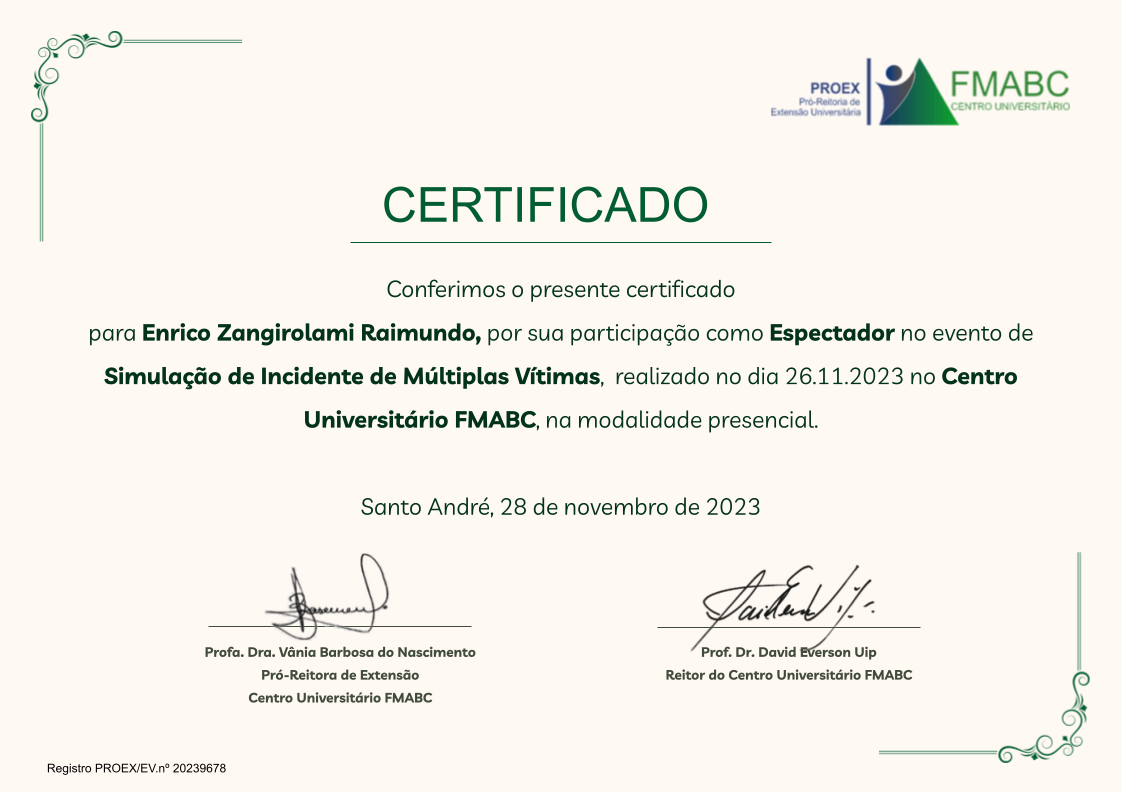 PROEX
Pró-Reitoria de
Extensão Universitária
FMABC
CENTRO UNIVERSITÁRIO
CERTIFICADO
Conferimos o presente certificado
para Enrico Zangirolami Raimundo, por sua participação como Espectador no evento de
Simulação de Incidente de Múltiplas Vítimas, realizado no dia 26.11.2023 no Centro
Universitário FMABC, na modalidade presencial.
Santo André, 28 de novembro de 2023
Profa. Dra. Vânia Barbosa do Nascimento
Pró-Reitora de Extensão
Centro Universitário FMABC
Prof. Dr. David Everson Uip
Reitor do Centro Universitário FMABC
Registro PROEX/EV.nº 20239678